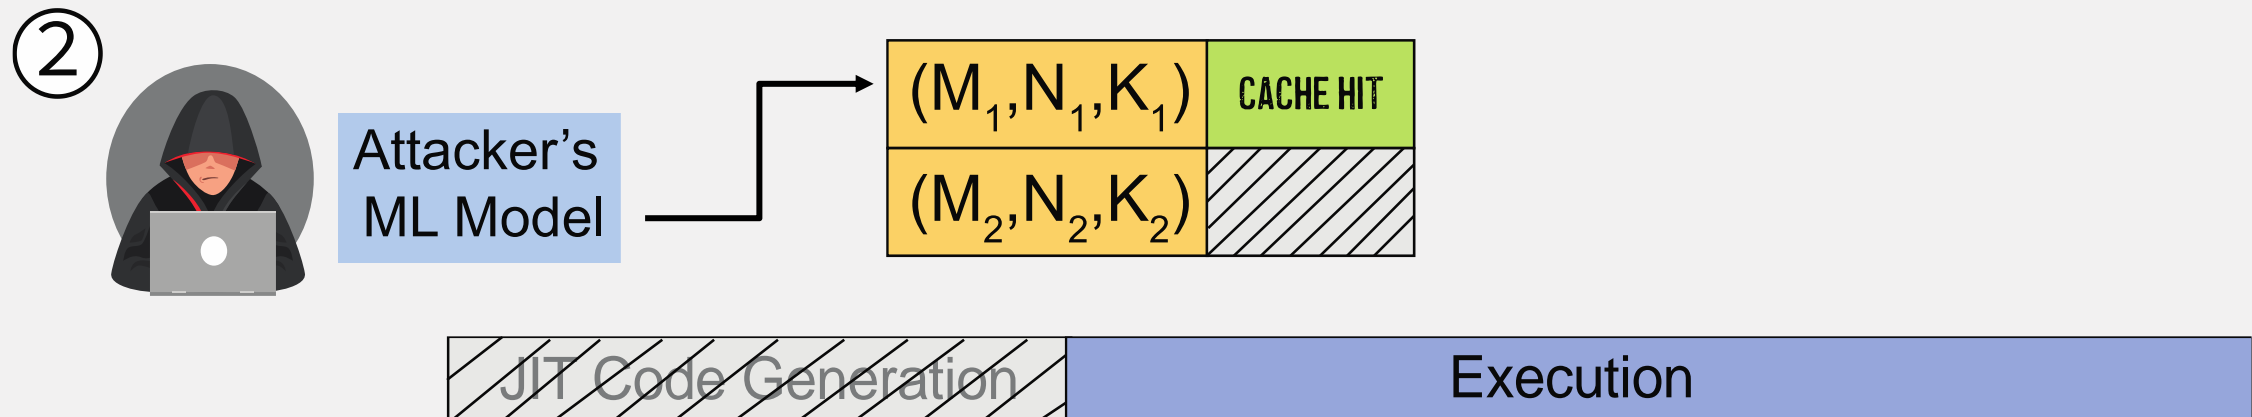 ②
Attacker’s
ML Model
(M₁,N₁,K₁) CACHE HIT
(M₂,N₂,K₂)
JIT Code Generation Execution